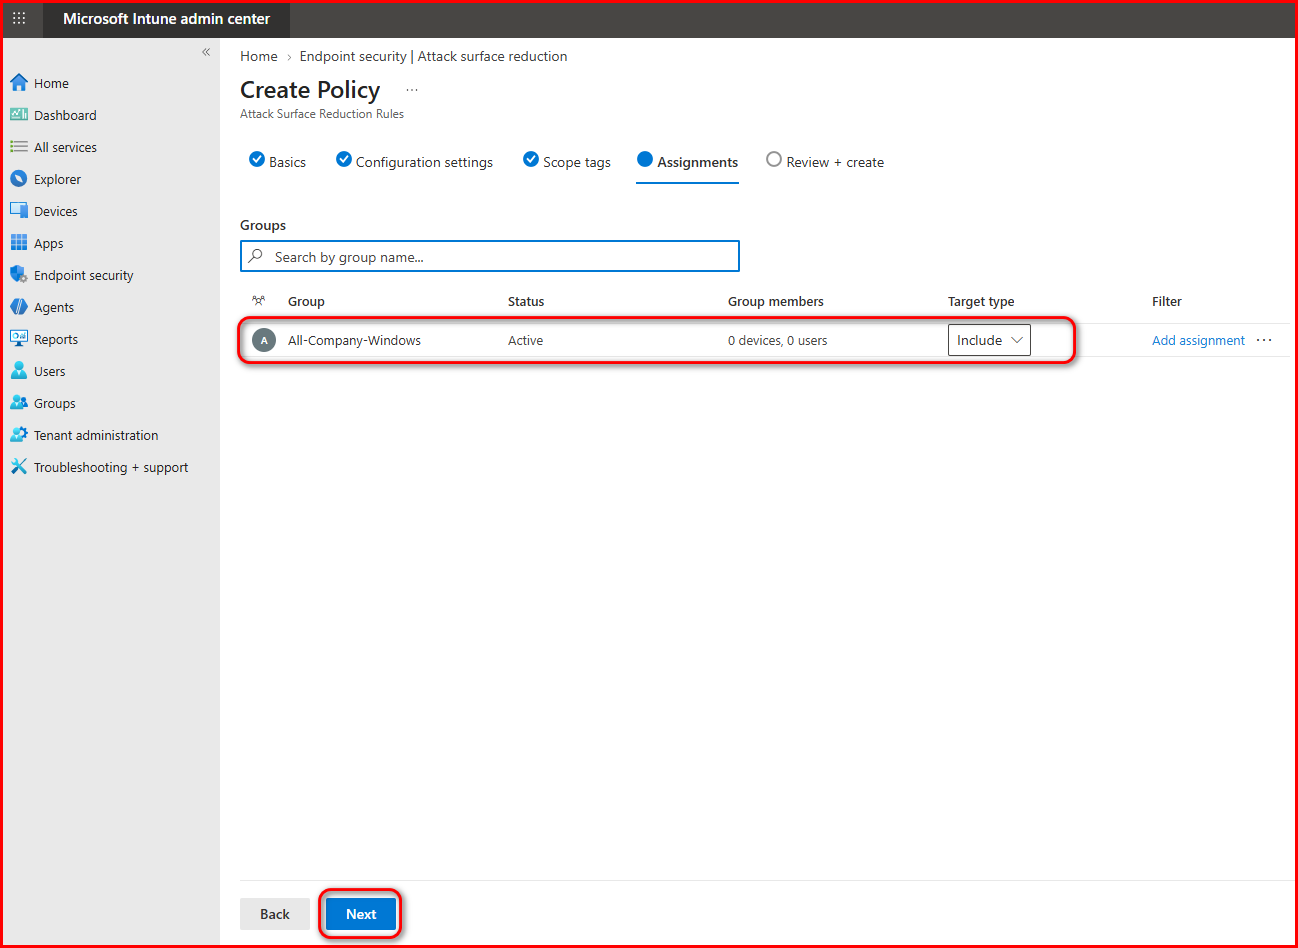 Microsoft Intune admin center
Home
Dashboard
All services
Explorer
Devices
Apps
Endpoint security
Agents
Reports
Users
Groups
Tenant administration
Troubleshooting + support
Home › Endpoint security | Attack surface reduction
Create Policy ...
Attack Surface Reduction Rules
Basics Configuration settings Scope tags Assignments Review + create
Groups
Search by group name...
Group Status Group members Target type Filter
A All-Company-Windows Active 0 devices, 0 users Include Add assignment ...
Back Next